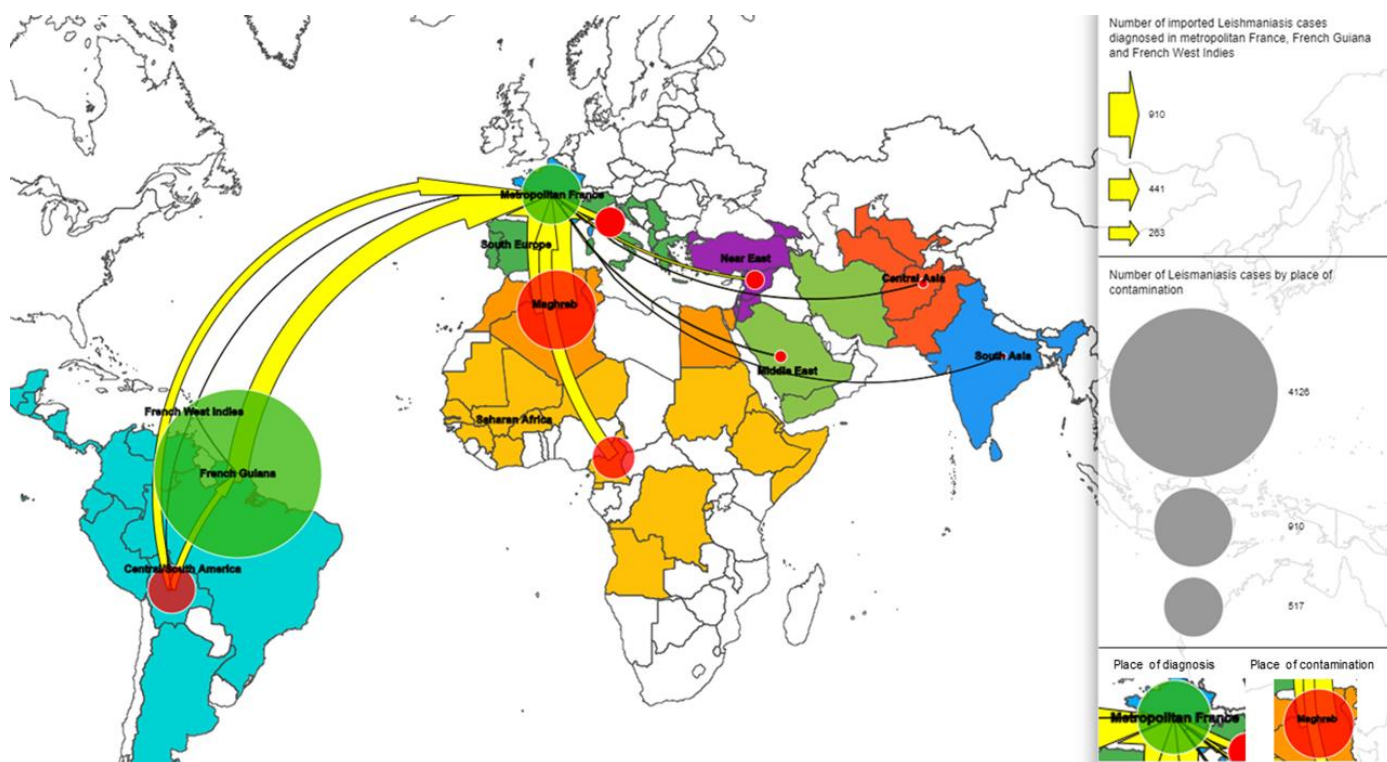 Number of imported Leishmaniasis cases
diagnosed in metropolitan France, French Guiana
and French West Indies
910
441
263
Number of Leismaniasis cases by place of
contamination
4126
910
517
Place of diagnosis
Place of contamination
Metropolitan France
Maghreb
Metropolitan France
South Europe
Near East
Central Asia
Maghreb
South Asia
Middle East
Saharan Africa
French West Indies
French Guiana
Central/South America